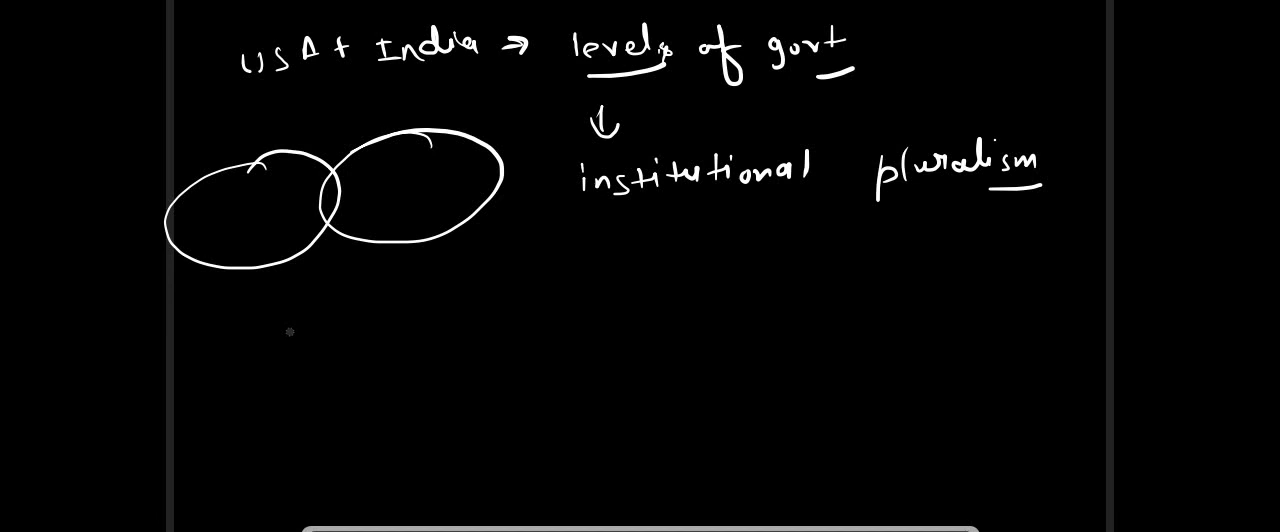 USA + India → levels of govt
↓
institutional pluralism